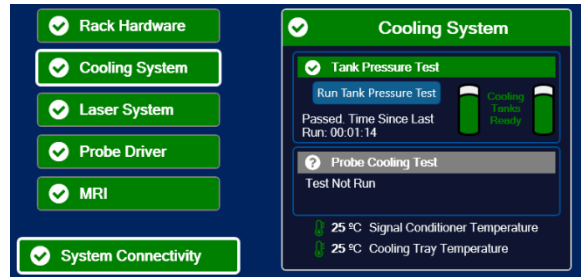 Rack Hardware
Cooling System
Laser System
Probe Driver
MRI
System Connectivity
Cooling System
Tank Pressure Test
Run Tank Pressure Test
Passed. Time Since Last
Run: 00:01:14
Cooling
Tanks
Ready
? Probe Cooling Test
Test Not Run
25 ºC Signal Conditioner Temperature
25 ºC Cooling Tray Temperature